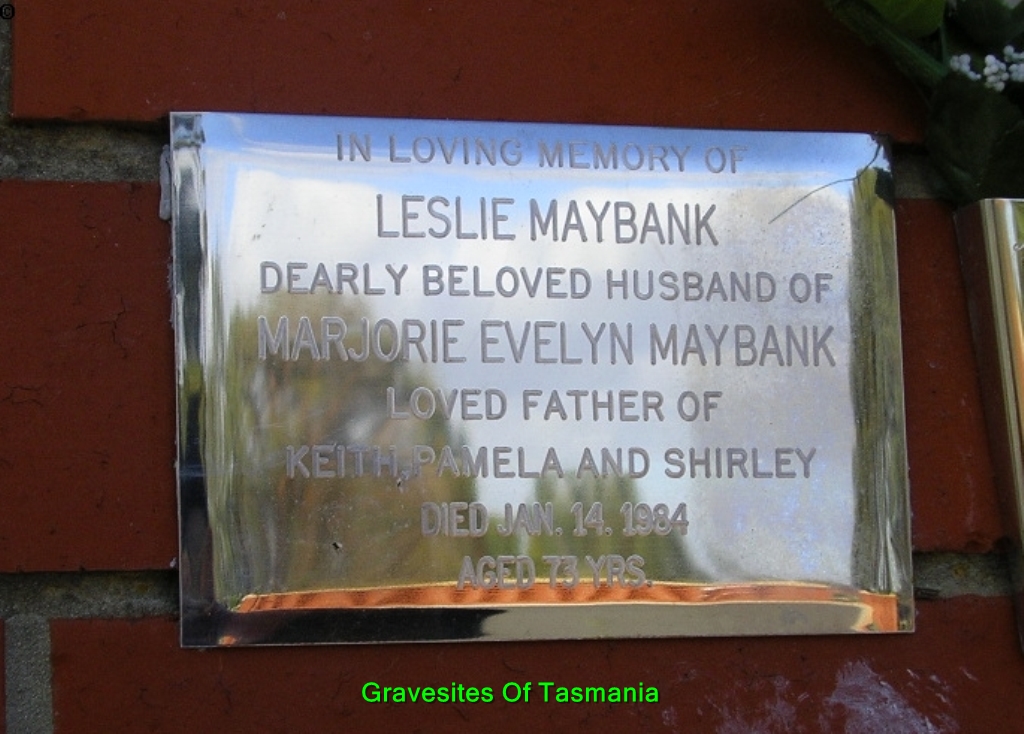 IN LOVING MEMORY OF
LESLIE MAYBANK
DEARLY BELOVED HUSBAND OF
MARJORIE EVELYN MAYBANK
LOVED FATHER OF
KEITH, PAMELA AND SHIRLEY
DIED JAN. 14. 1984
AGED 73 YRS.
Gravesites Of Tasmania